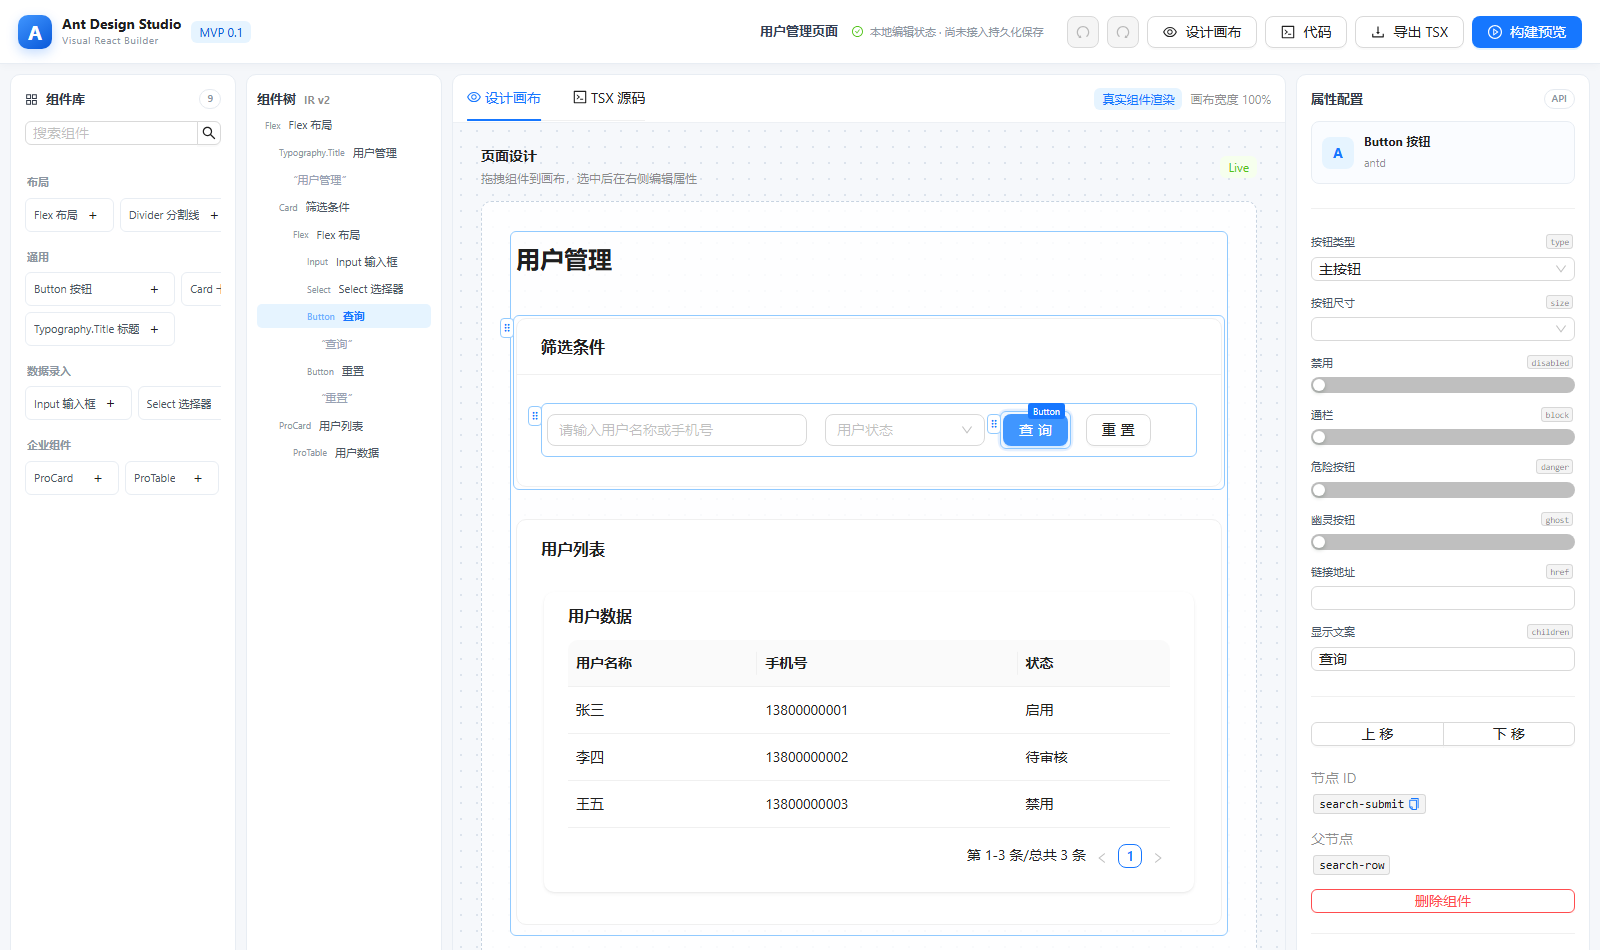 A
Ant Design Studio
Visual React Builder
MVP 0.1
用户管理页面
本地编辑状态 · 尚未接入持久化保存
设计画布
代码
导出 TSX
构建预览
组件库
9
搜索组件
布局
Flex 布局 +
Divider 分割线 +
通用
Button 按钮 +
Card
Typography.Title 标题 +
数据录入
Input 输入框 +
Select 选择器
企业组件
ProCard +
ProTable +
组件树 IR v2
Flex Flex 布局
Typography.Title 用户管理
"用户管理"
Card 筛选条件
Flex Flex 布局
Input Input 输入框
Select Select 选择器
Button 查询
"查询"
Button 重置
"重置"
ProCard 用户列表
ProTable 用户数据
设计画布
TSX 源码
真实组件渲染
画布宽度 100%
页面设计
拖拽组件到画布，选中后在右侧编辑属性
Live
用户管理
筛选条件
请输入用户名称或手机号
用户状态
Button
查 询
重 置
用户列表
用户数据
用户名称 手机号 状态
张三 13800000001 启用
李四 13800000002 待审核
王五 13800000003 禁用
第 1-3 条/总共 3 条
1
属性配置
API
A
Button 按钮
antd
按钮类型 type
主按钮
按钮尺寸 size
禁用 disabled
通栏 block
危险按钮 danger
幽灵按钮 ghost
链接地址 href
显示文案 children
查询
上 移
下 移
节点 ID
search-submit
父节点
search-row
删除组件